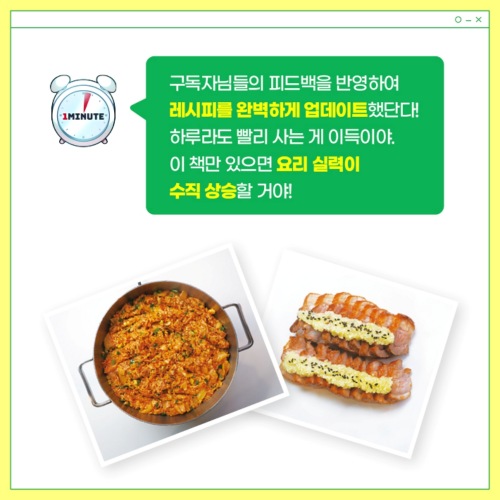 구독자님들의 피드백을 반영하여
레시피를 완벽하게 업데이트했단다!
하루라도 빨리 사는 게 이득이야.
이 책만 있으면 요리 실력이
수직 상승할 거야!
1MINUTE